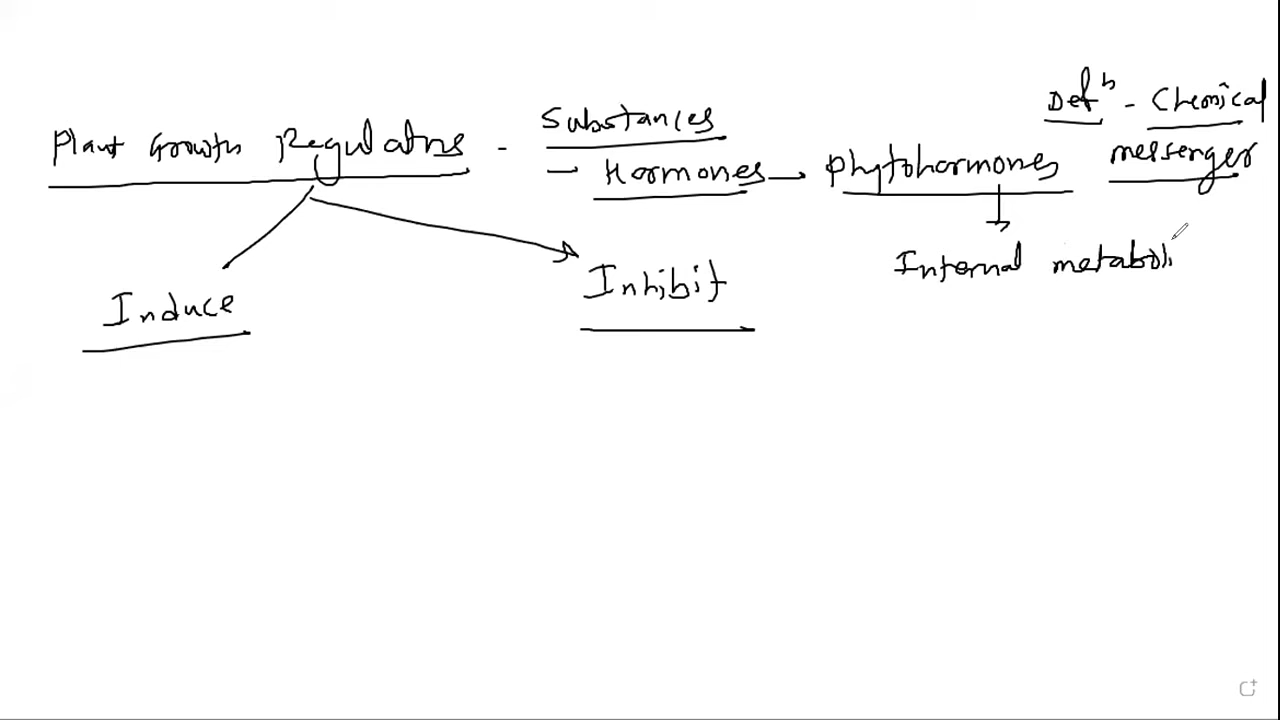 Defn - Chemical
messenger
Plant Growth Regulators - Substances
- Hormones - Phytohormones
Internal metaboli
Induce
Inhibit